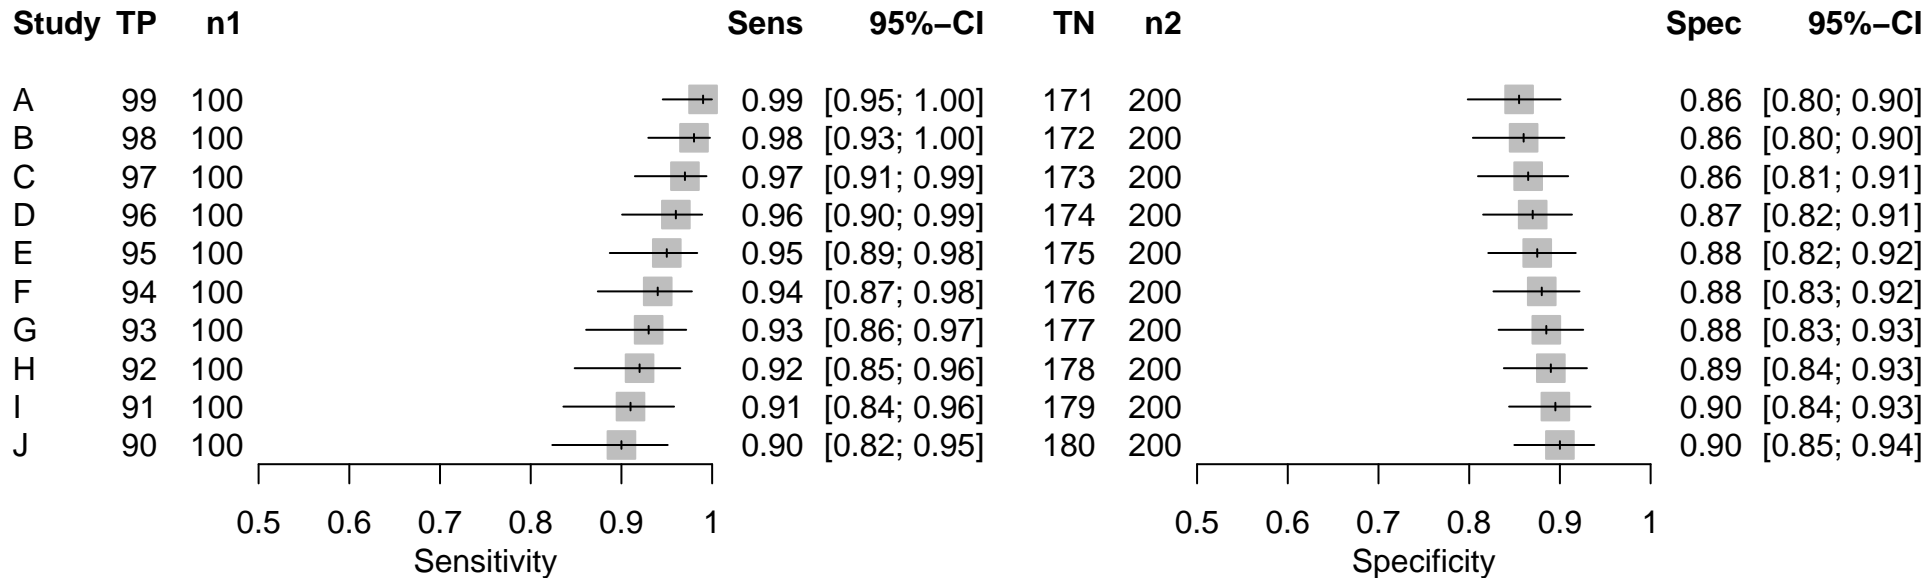 Study TP n1 Sens 95%−CI TN n2 Spec 95%−CI
A 99 100 0.99 [0.95; 1.00] 171 200 0.86 [0.80; 0.90]
B 98 100 0.98 [0.93; 1.00] 172 200 0.86 [0.80; 0.90]
C 97 100 0.97 [0.91; 0.99] 173 200 0.86 [0.81; 0.91]
D 96 100 0.96 [0.90; 0.99] 174 200 0.87 [0.82; 0.91]
E 95 100 0.95 [0.89; 0.98] 175 200 0.88 [0.82; 0.92]
F 94 100 0.94 [0.87; 0.98] 176 200 0.88 [0.83; 0.92]
G 93 100 0.93 [0.86; 0.97] 177 200 0.88 [0.83; 0.93]
H 92 100 0.92 [0.85; 0.96] 178 200 0.89 [0.84; 0.93]
I 91 100 0.91 [0.84; 0.96] 179 200 0.90 [0.84; 0.93]
J 90 100 0.90 [0.82; 0.95] 180 200 0.90 [0.85; 0.94]
0.5 0.6 0.7 0.8 0.9 1 0.5 0.6 0.7 0.8 0.9 1
Sensitivity Specificity